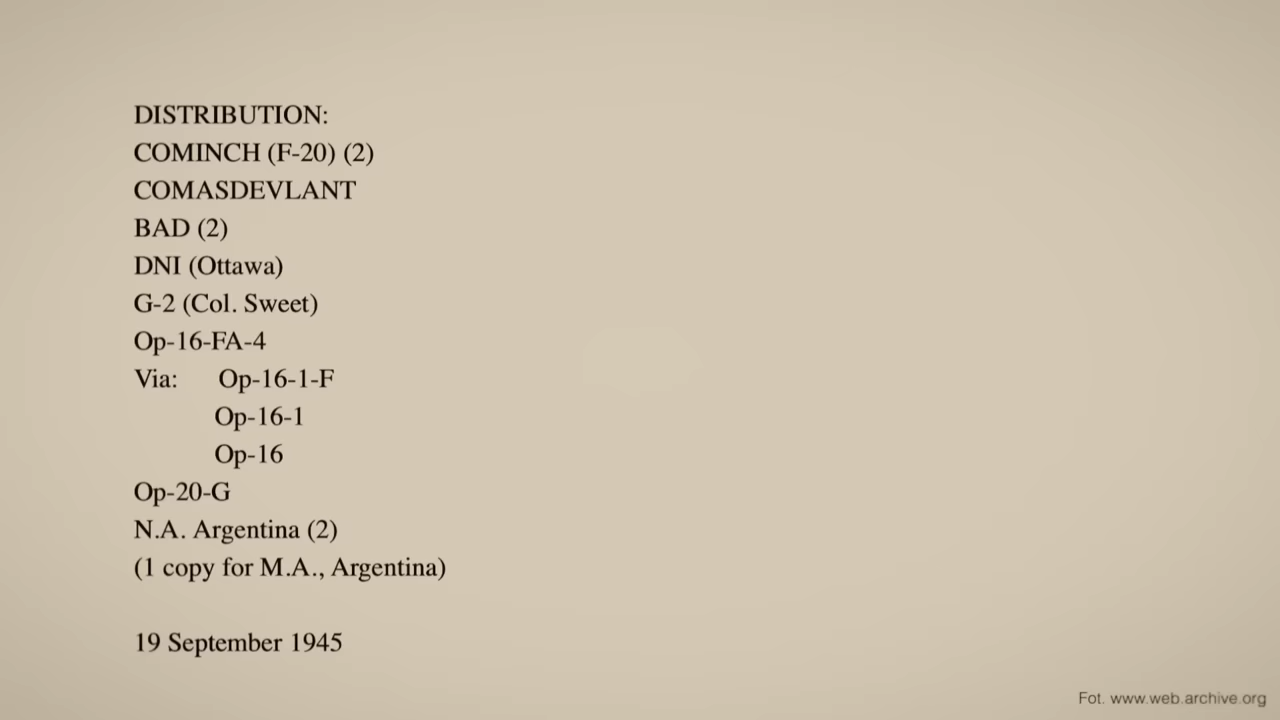 DISTRIBUTION:
COMINCH (F-20) (2)
COMASDEVLANT
BAD (2)
DNI (Ottawa)
G-2 (Col. Sweet)
Op-16-FA-4
Via: Op-16-1-F
Op-16-1
Op-16
Op-20-G
N.A. Argentina (2)
(1 copy for M.A., Argentina)
19 September 1945
Fot. www.web.archive.org